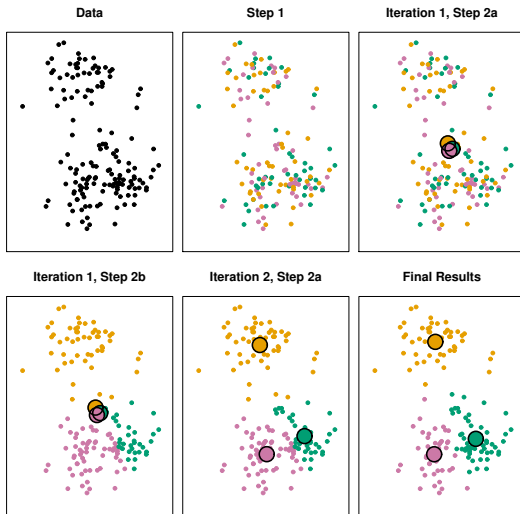 Data
Step 1
Iteration 1, Step 2a
Iteration 1, Step 2b
Iteration 2, Step 2a
Final Results